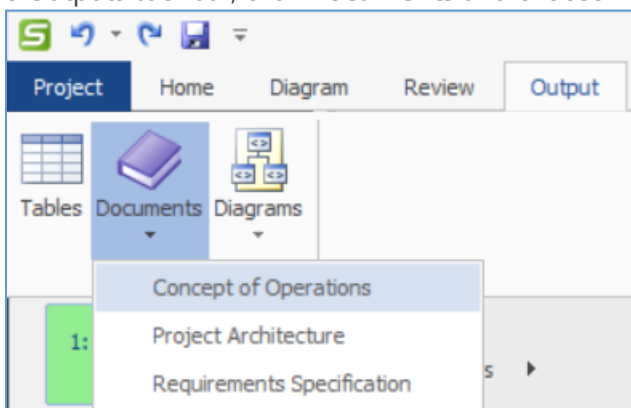 Project Home Diagram Review Output
Tables Documents Diagrams
Concept of Operations
1: Project Architecture
s
Requirements Specification